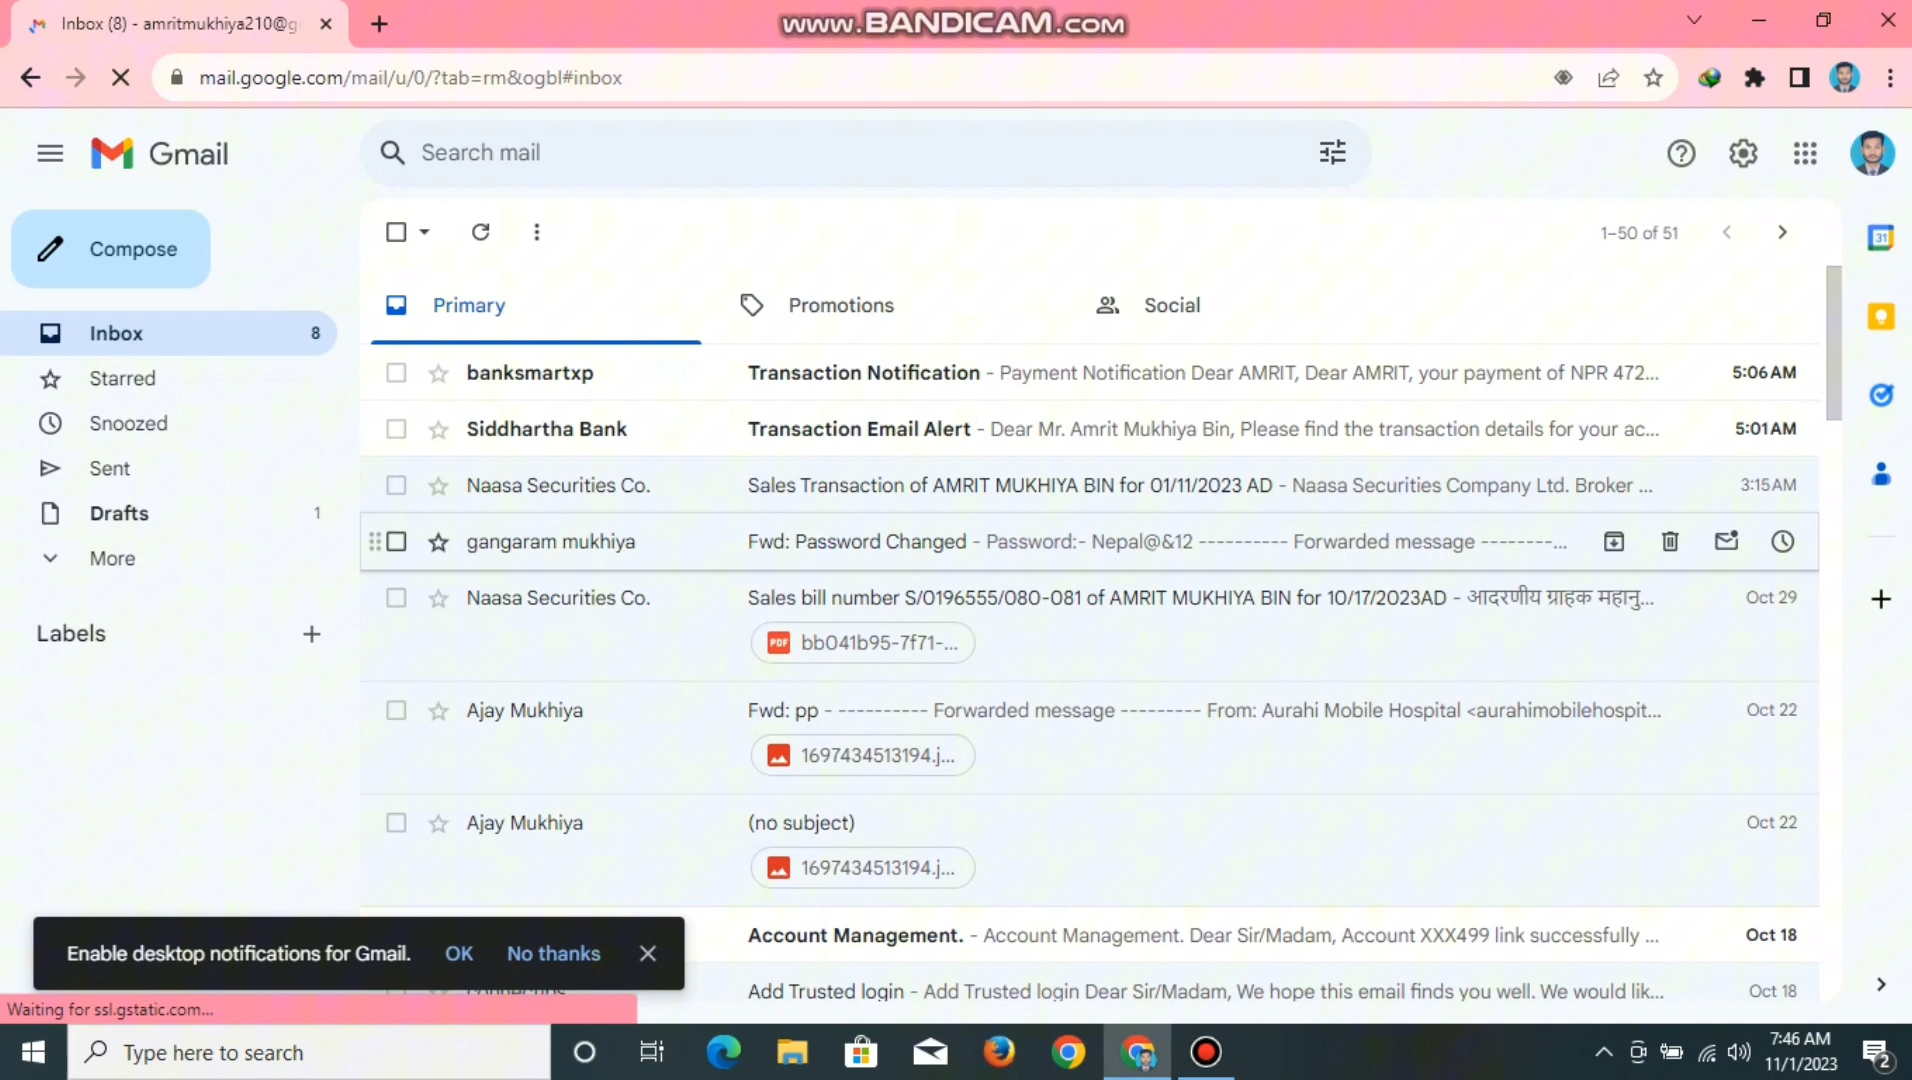 Inbox (8) - amritmukhiya210@g
www.BANDICAM.com
mail.google.com/mail/u/0/?tab=rm&ogbl#inbox
Gmail
Search mail
Compose
1–50 of 51
31
Primary
Promotions
Social
Inbox 8
Starred
Snoozed
Sent
Drafts 1
More
Labels
banksmartxp Transaction Notification - Payment Notification Dear AMRIT, Dear AMRIT, your payment of NPR 472... 5:06 AM
Siddhartha Bank Transaction Email Alert - Dear Mr. Amrit Mukhiya Bin, Please find the transaction details for your ac... 5:01 AM
Naasa Securities Co. Sales Transaction of AMRIT MUKHIYA BIN for 01/11/2023 AD - Naasa Securities Company Ltd. Broker ... 3:15 AM
gangaram mukhiya Fwd: Password Changed - Password:- Nepal@&12 ---------- Forwarded message --------...
Naasa Securities Co. Sales bill number S/0196555/080-081 of AMRIT MUKHIYA BIN for 10/17/2023AD - आदरणीय ग्राहक महानु... Oct 29
PDF bb041b95-7f71-...
Ajay Mukhiya Fwd: pp - ---------- Forwarded message --------- From: Aurahi Mobile Hospital <aurahimobilehospit... Oct 22
1697434513194.j...
Ajay Mukhiya (no subject) Oct 22
1697434513194.j...
Account Management. - Account Management. Dear Sir/Madam, Account XXX499 link successfully ... Oct 18
Add Trusted login - Add Trusted login Dear Sir/Madam, We hope this email finds you well. We would lik... Oct 18
Enable desktop notifications for Gmail. OK No thanks
Waiting for ssl.gstatic.com...
Type here to search
7:46 AM
11/1/2023
2